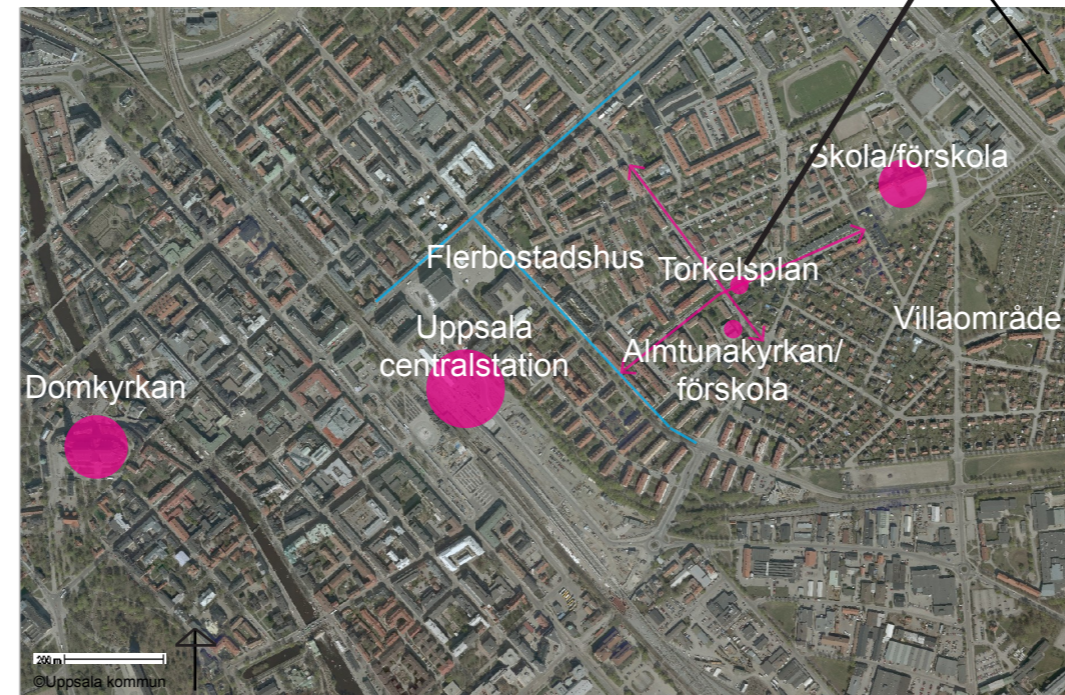 Skola/förskola
Flerbostadshus
Torkelsplan
Villaområde
Uppsala
centralstation
Almtunakyrkan/
förskola
Domkyrkan
200 m
©Uppsala kommun